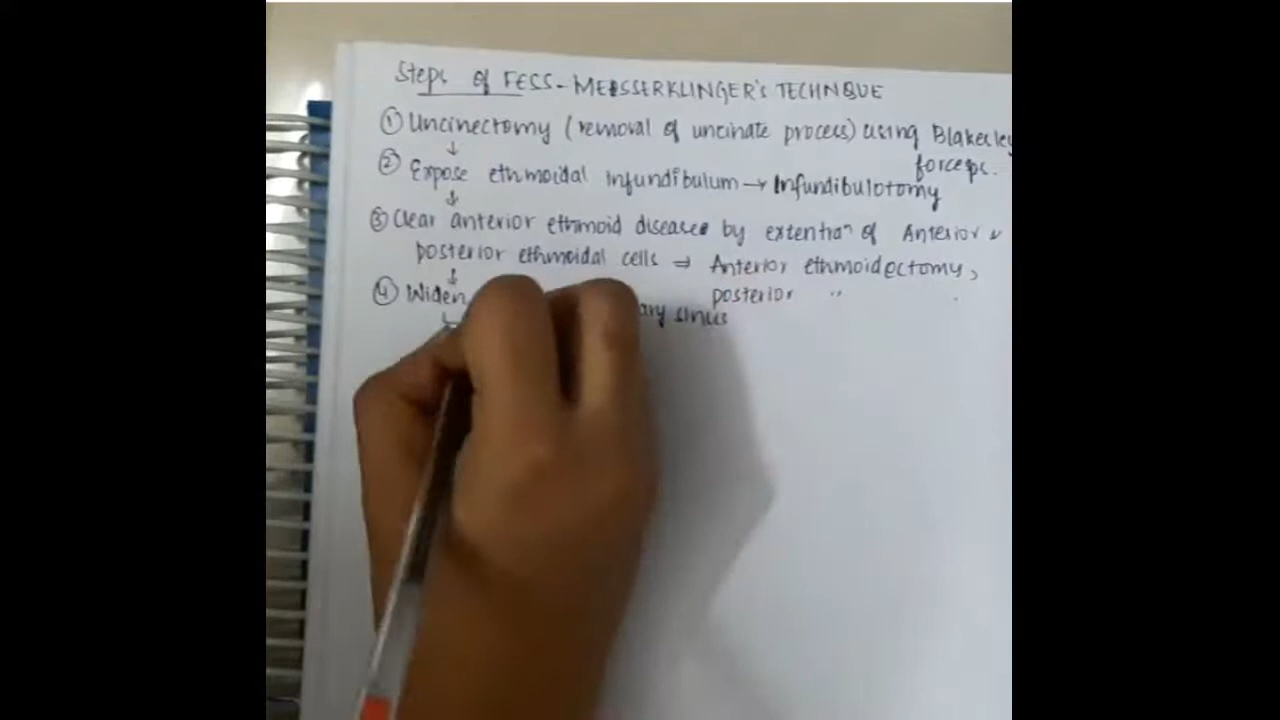 Steps of FESS - MESSERKLINGER'S TECHNIQUE
① Uncinectomy (removal of uncinate process) using Blakesley forceps.
↓
② Expose ethmoidal infundibulum → Infundibulotomy
↓
③ Clear anterior ethmoid disease by extention of Anterior &
posterior ethmoidal cells → Anterior ethmoidectomy,
posterior "
↓
④ Widen sinus